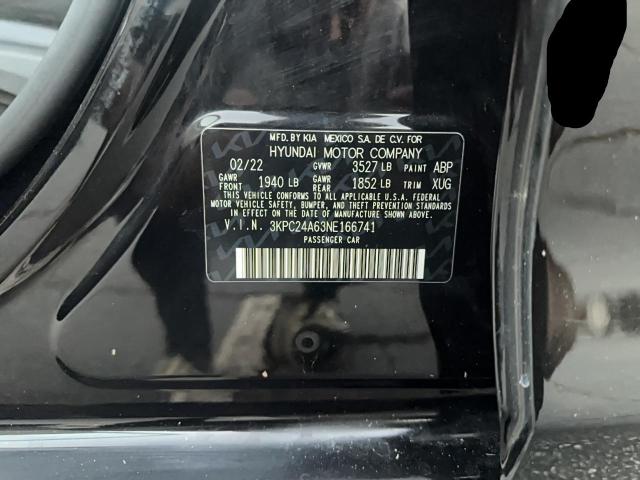 MFD. BY KIA MEXICO S.A. DE C.V. FOR
HYUNDAI MOTOR COMPANY
02/22 GVWR 3527 LB PAINT ABP
GAWR FRONT 1940 LB GAWR REAR 1852 LB TRIM XUG
THIS VEHICLE CONFORMS TO ALL APPLICABLE U.S.A. FEDERAL
MOTOR VEHICLE SAFETY, BUMPER, AND THEFT PREVENTION
STANDARDS IN EFFECT ON THE DATE OF MANUFACTURE SHOWN ABOVE.
V.I.N. 3KPC24A63NE166741
PASSENGER CAR